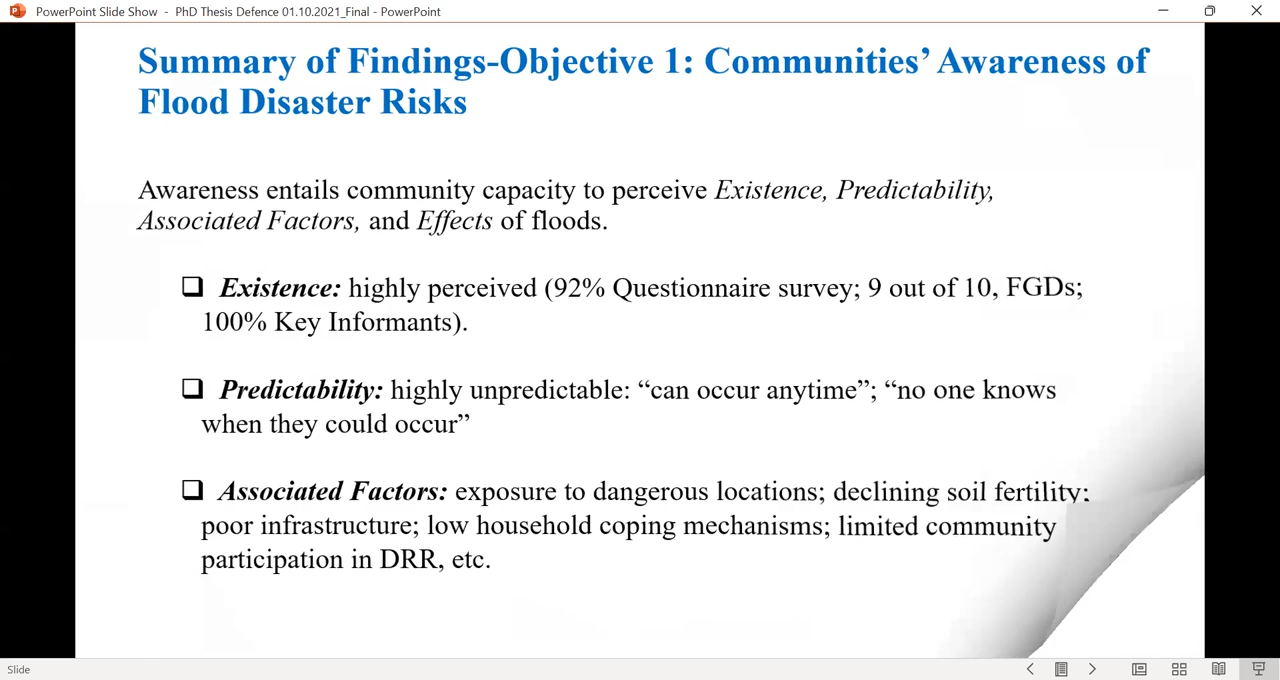 PowerPoint Slide Show - PhD Thesis Defence 01.10.2021_Final - PowerPoint
Summary of Findings-Objective 1: Communities’ Awareness of
Flood Disaster Risks
Awareness entails community capacity to perceive Existence, Predictability,
Associated Factors, and Effects of floods.
❑ Existence: highly perceived (92% Questionnaire survey; 9 out of 10, FGDs;
100% Key Informants).
❑ Predictability: highly unpredictable: “can occur anytime”; “no one knows
when they could occur”
❑ Associated Factors: exposure to dangerous locations; declining soil fertility;
poor infrastructure; low household coping mechanisms; limited community
participation in DRR, etc.
Slide